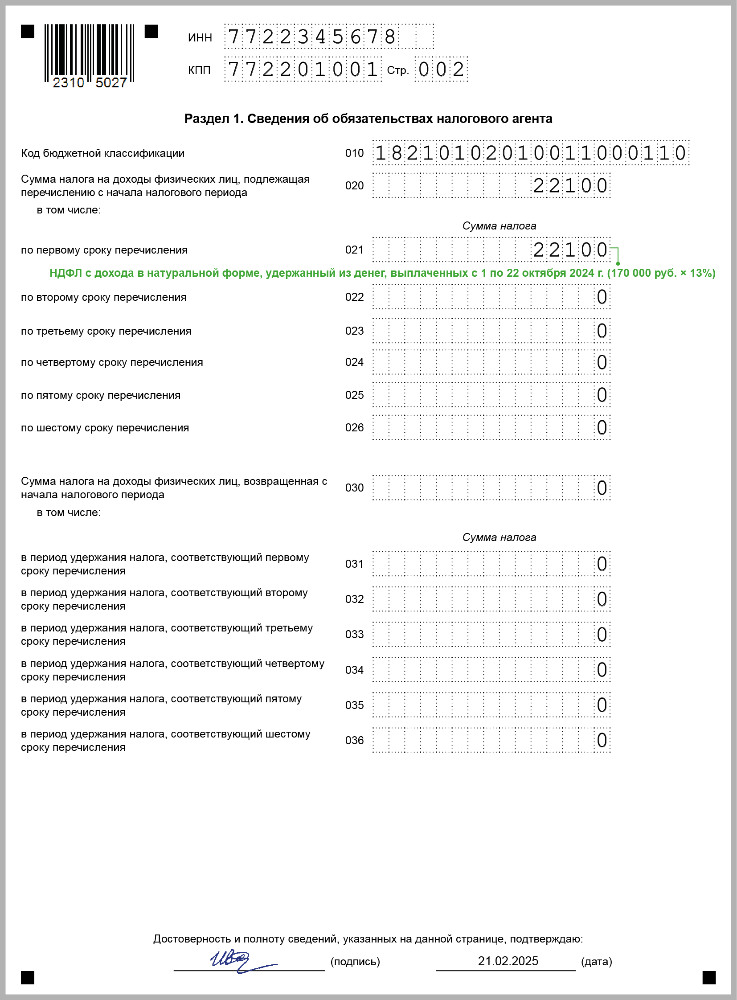 ИНН 7722345678
КПП 772201001 Стр. 002
2310 5027
Раздел 1. Сведения об обязательствах налогового агента
Код бюджетной классификации 010 18210102010011000110
Сумма налога на доходы физических лиц, подлежащая
перечислению с начала налогового периода 020 22100
в том числе:
Сумма налога
по первому сроку перечисления 021 22100
НДФЛ с дохода в натуральной форме, удержанный из денег, выплаченных с 1 по 22 октября 2024 г. (170 000 руб. × 13%)
по второму сроку перечисления 022 0
по третьему сроку перечисления 023 0
по четвертому сроку перечисления 024 0
по пятому сроку перечисления 025 0
по шестому сроку перечисления 026 0
Сумма налога на доходы физических лиц, возвращенная с
начала налогового периода 030 0
в том числе:
Сумма налога
в период удержания налога, соответствующий первому
сроку перечисления 031 0
в период удержания налога, соответствующий второму
сроку перечисления 032 0
в период удержания налога, соответствующий третьему
сроку перечисления 033 0
в период удержания налога, соответствующий четвертому
сроку перечисления 034 0
в период удержания налога, соответствующий пятому
сроку перечисления 035 0
в период удержания налога, соответствующий шестому
сроку перечисления 036 0
Достоверность и полноту сведений, указанных на данной странице, подтверждаю:
(подпись) 21.02.2025 (дата)